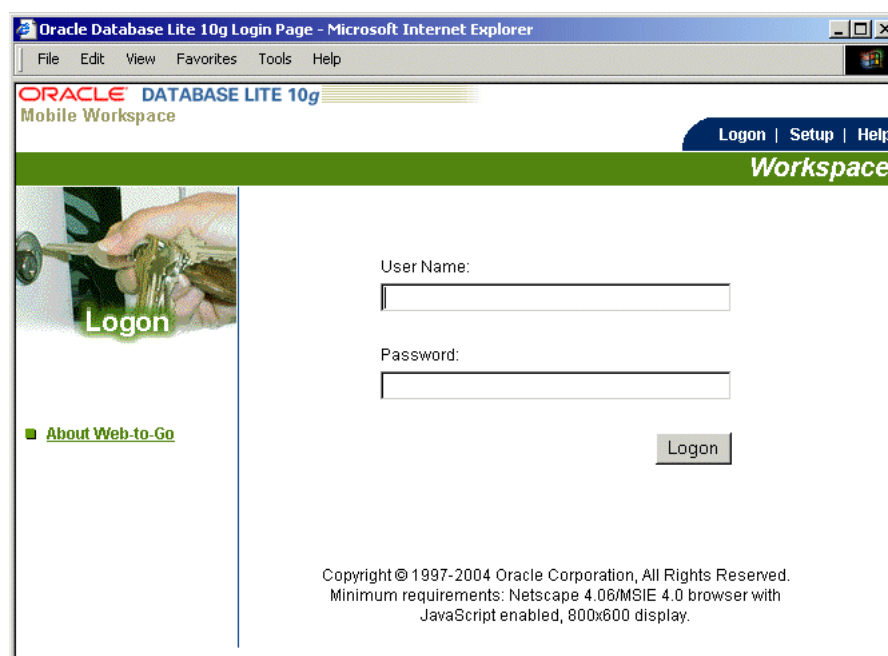 Oracle Database Lite 10g Login Page - Microsoft Internet Explorer
File Edit View Favorites Tools Help
ORACLE DATABASE LITE 10g
Mobile Workspace
Logon | Setup | Help
Workspace
Logon
User Name:
Password:
About Web-to-Go
Logon
Copyright © 1997-2004 Oracle Corporation, All Rights Reserved.
Minimum requirements: Netscape 4.06/MSIE 4.0 browser with
JavaScript enabled, 800x600 display.